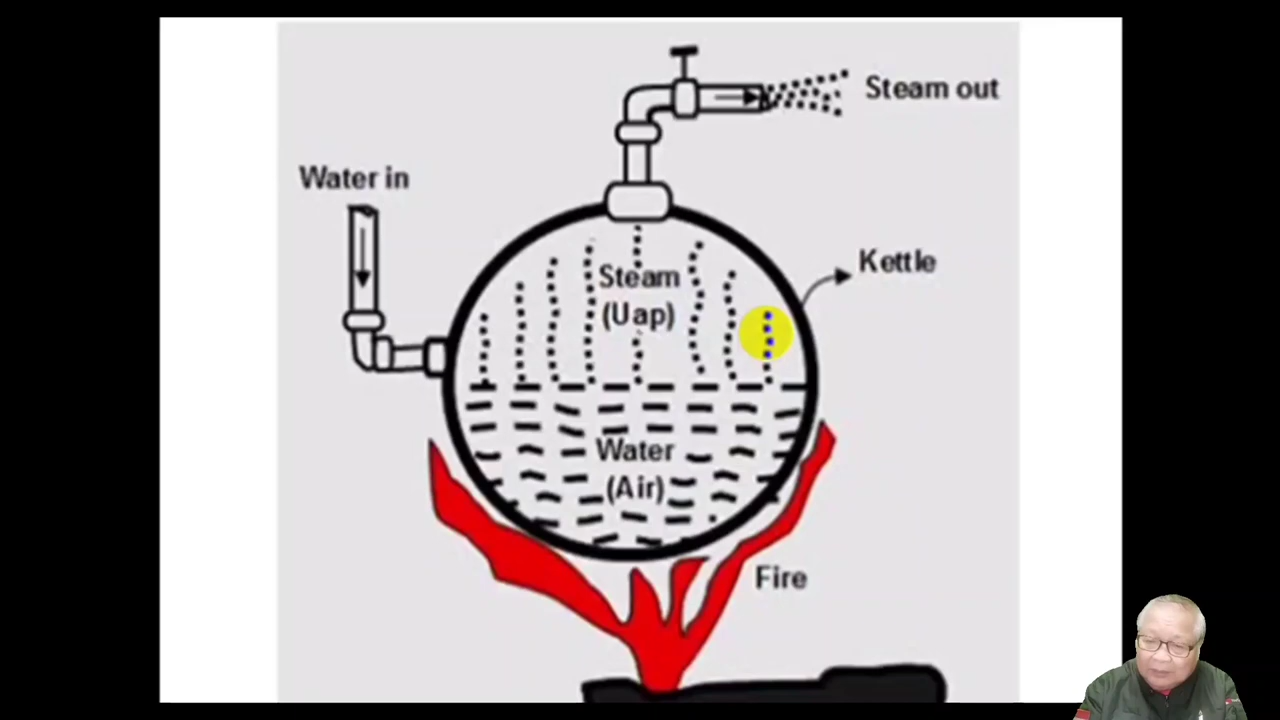 Steam out
Water in
Kettle
Steam
(Uap)
Water
(Air)
Fire